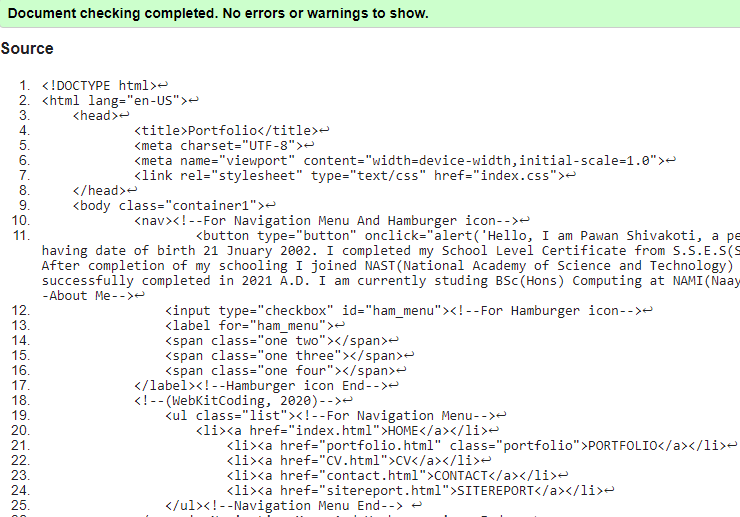 Document checking completed. No errors or warnings to show.
Source
1. <!DOCTYPE html>↩
2. <html lang="en-US">↩
3. <head>↩
4. <title>Portfolio</title>↩
5. <meta charset="UTF-8">↩
6. <meta name="viewport" content="width=device-width,initial-scale=1.0">↩
7. <link rel="stylesheet" type="text/css" href="index.css">↩
8. </head>↩
9. <body class="container1">↩
10. <nav><!--For Navigation Menu And Hamburger icon-->↩
11. <button type="button" onclick="alert('Hello, I am Pawan Shivakoti, a pe
having date of birth 21 Jnuary 2002. I completed my School Level Certificate from S.S.E.S(S
After completion of my schooling I joined NAST(National Academy of Science and Technology)
successfully completed in 2021 A.D. I am currently studing BSc(Hons) Computing at NAMI(Naay
-About Me-->↩
12. <input type="checkbox" id="ham_menu"><!--For Hamburger icon-->↩
13. <label for="ham_menu">↩
14. <span class="one two"></span>↩
15. <span class="one three"></span>↩
16. <span class="one four"></span>↩
17. </label><!--Hamburger icon End-->↩
18. <!--(WebKitCoding, 2020)-->↩
19. <ul class="list"><!--For Navigation Menu-->↩
20. <li><a href="index.html">HOME</a></li>↩
21. <li><a href="portfolio.html" class="portfolio">PORTFOLIO</a></li>↩
22. <li><a href="CV.html">CV</a></li>↩
23. <li><a href="contact.html">CONTACT</a></li>↩
24. <li><a href="sitereport.html">SITEREPORT</a></li>↩
25. </ul><!--Navigation Menu End--> ↩